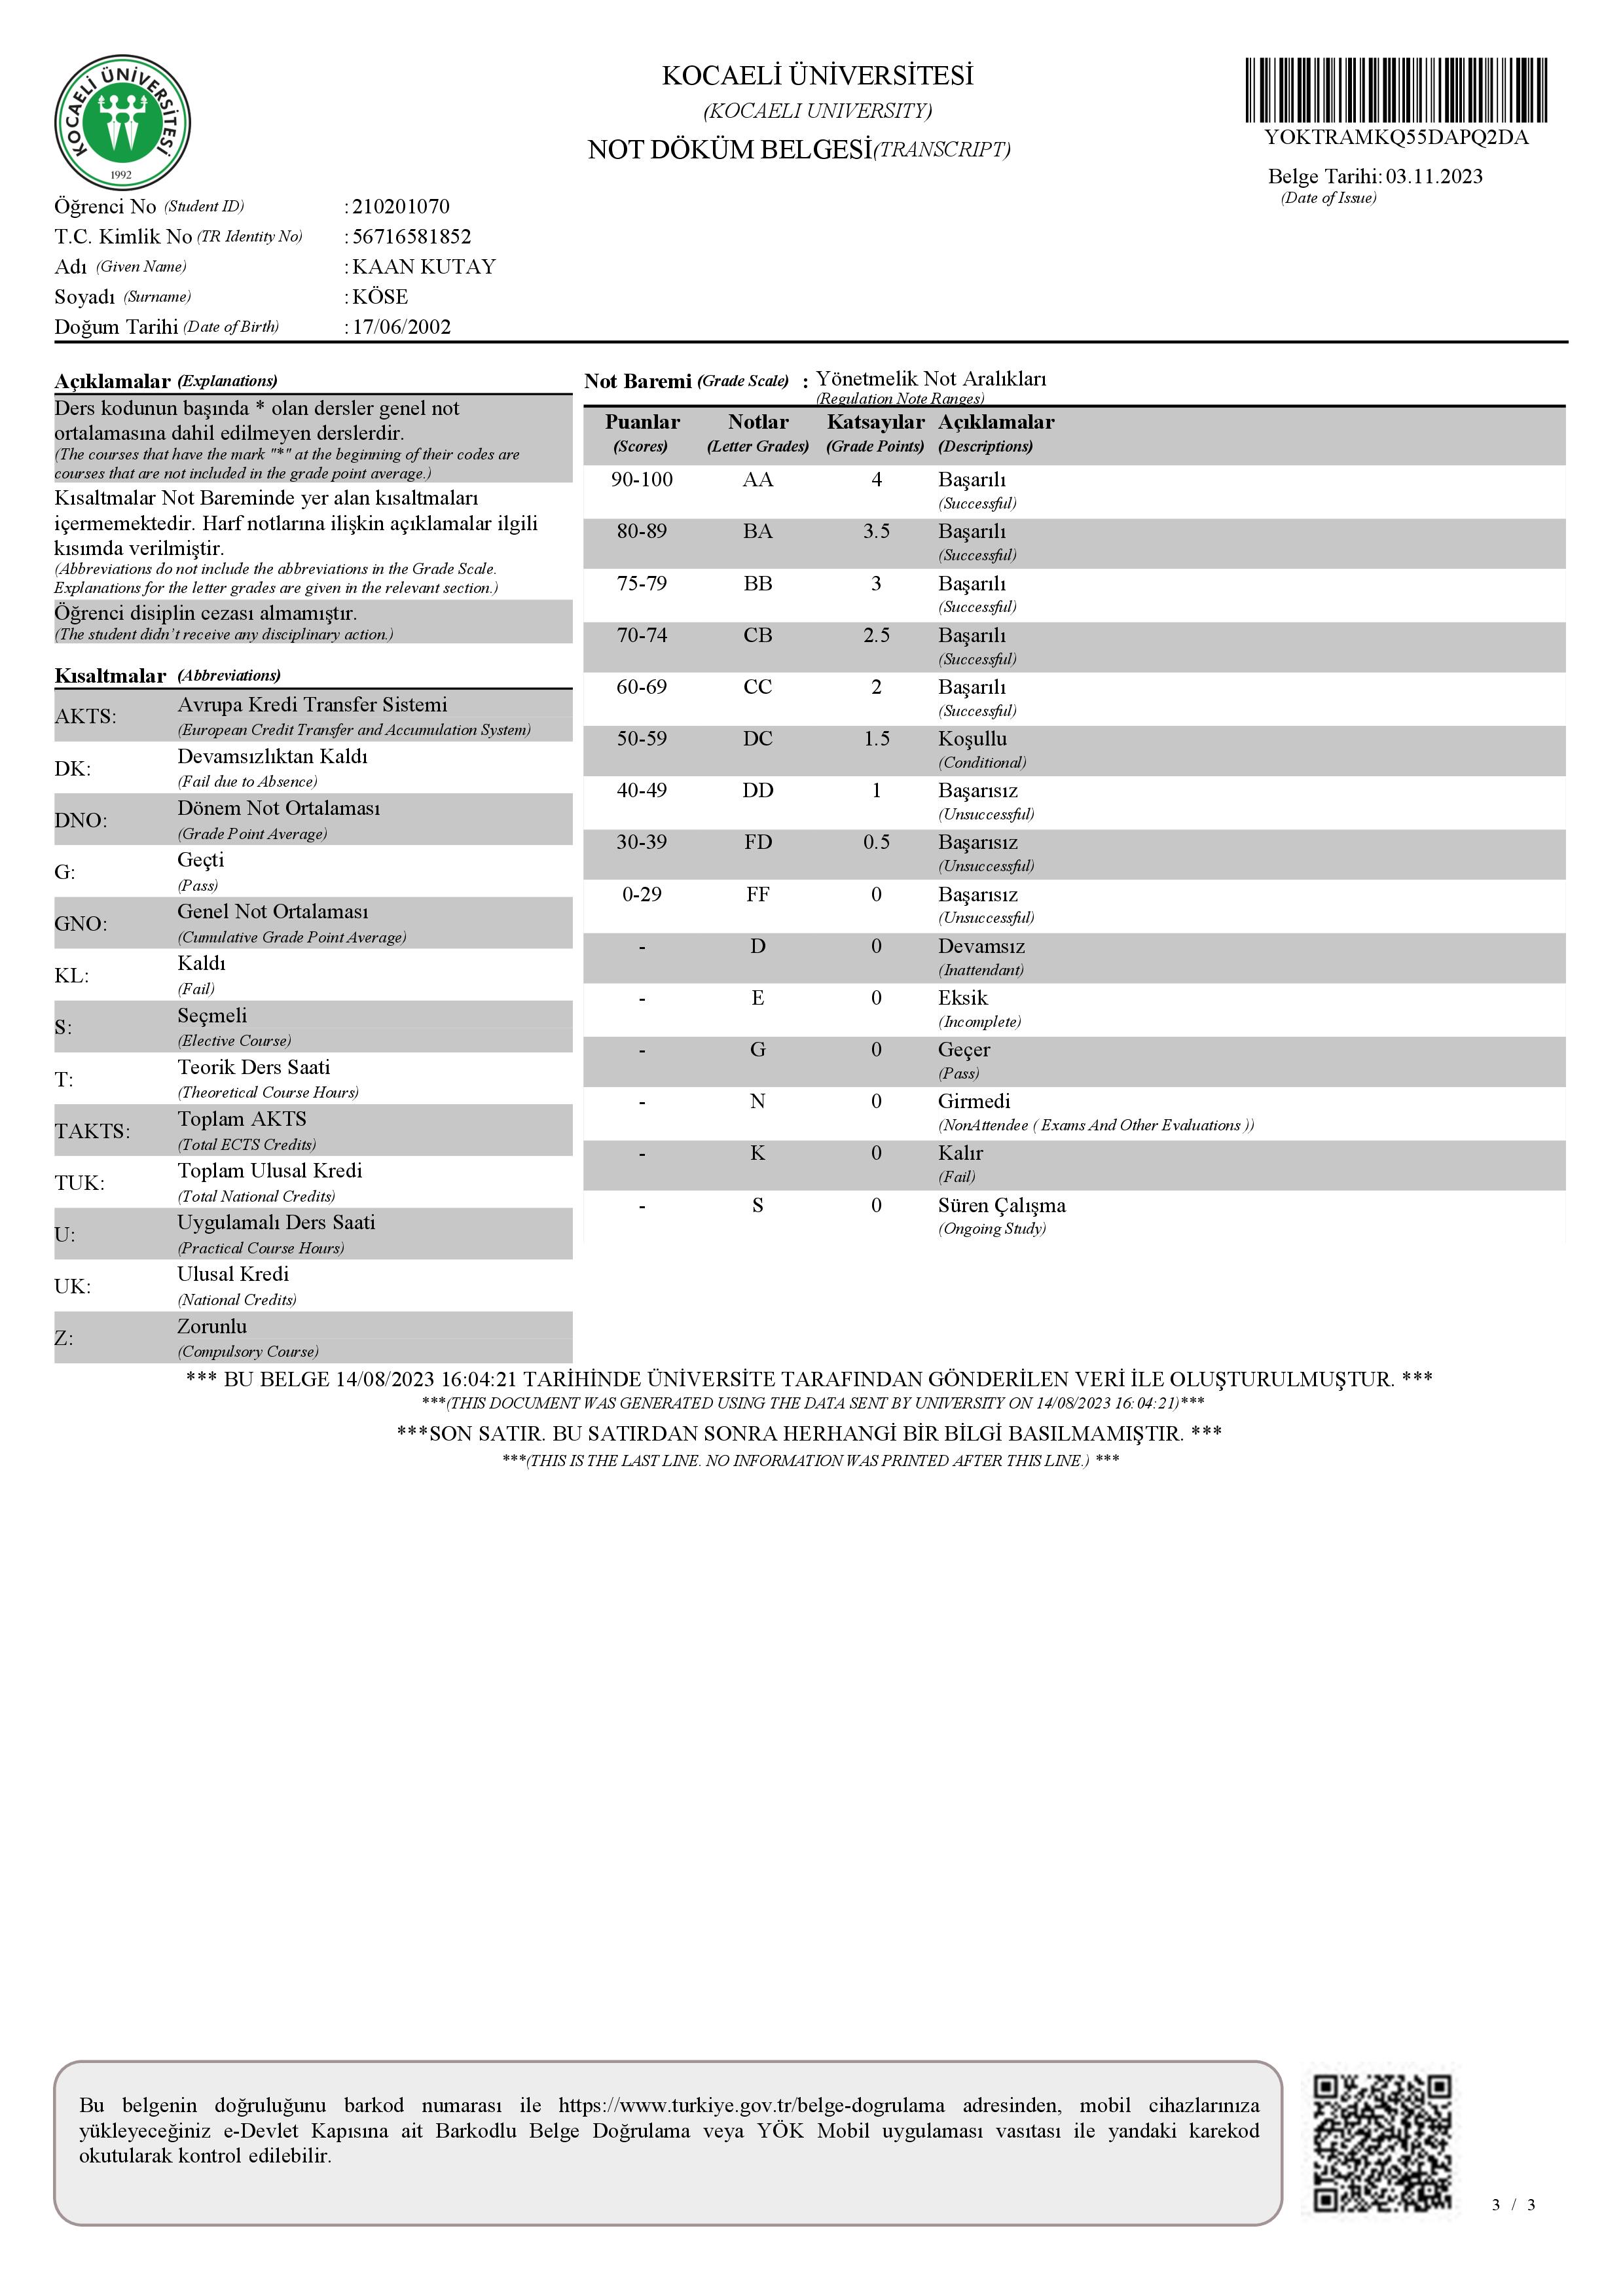 KOCAELİ ÜNİVERSİTESİ
1992
KOCAELİ ÜNİVERSİTESİ
(KOCAELI UNIVERSITY)
NOT DÖKÜM BELGESİ(TRANSCRIPT)
YOKTRAMKQ55DAPQ2DA
Belge Tarihi: 03.11.2023
(Date of Issue)
Öğrenci No (Student ID) : 210201070
T.C. Kimlik No (TR Identity No) : 56716581852
Adı (Given Name) : KAAN KUTAY
Soyadı (Surname) : KÖSE
Doğum Tarihi (Date of Birth) : 17/06/2002
Açıklamalar (Explanations)
Ders kodunun başında * olan dersler genel not
ortalamasına dahil edilmeyen derslerdir.
(The courses that have the mark "*" at the beginning of their codes are
courses that are not included in the grade point average.)
Kısaltmalar Not Bareminde yer alan kısaltmaları
içermemektedir. Harf notlarına ilişkin açıklamalar ilgili
kısımda verilmiştir.
(Abbreviations do not include the abbreviations in the Grade Scale.
Explanations for the letter grades are given in the relevant section.)
Öğrenci disiplin cezası almamıştır.
(The student didn't receive any disciplinary action.)
Kısaltmalar (Abbreviations)
AKTS: Avrupa Kredi Transfer Sistemi
(European Credit Transfer and Accumulation System)
DK: Devamsızlıktan Kaldı
(Fail due to Absence)
DNO: Dönem Not Ortalaması
(Grade Point Average)
G: Geçti
(Pass)
GNO: Genel Not Ortalaması
(Cumulative Grade Point Average)
KL: Kaldı
(Fail)
S: Seçmeli
(Elective Course)
T: Teorik Ders Saati
(Theoretical Course Hours)
TAKTS: Toplam AKTS
(Total ECTS Credits)
TUK: Toplam Ulusal Kredi
(Total National Credits)
U: Uygulamalı Ders Saati
(Practical Course Hours)
UK: Ulusal Kredi
(National Credits)
Z: Zorunlu
(Compulsory Course)
Not Baremi (Grade Scale) : Yönetmelik Not Aralıkları
(Regulation Note Ranges)
Puanlar Notlar Katsayılar Açıklamalar
(Scores) (Letter Grades) (Grade Points) (Descriptions)
90-100 AA 4 Başarılı
(Successful)
80-89 BA 3.5 Başarılı
(Successful)
75-79 BB 3 Başarılı
(Successful)
70-74 CB 2.5 Başarılı
(Successful)
60-69 CC 2 Başarılı
(Successful)
50-59 DC 1.5 Koşullu
(Conditional)
40-49 DD 1 Başarısız
(Unsuccessful)
30-39 FD 0.5 Başarısız
(Unsuccessful)
0-29 FF 0 Başarısız
(Unsuccessful)
- D 0 Devamsız
(Inattendant)
- E 0 Eksik
(Incomplete)
- G 0 Geçer
(Pass)
- N 0 Girmedi
(NonAttendee ( Exams And Other Evaluations ))
- K 0 Kalır
(Fail)
- S 0 Süren Çalışma
(Ongoing Study)
*** BU BELGE 14/08/2023 16:04:21 TARİHİNDE ÜNİVERSİTE TARAFINDAN GÖNDERİLEN VERİ İLE OLUŞTURULMUŞTUR. ***
***(THIS DOCUMENT WAS GENERATED USING THE DATA SENT BY UNIVERSITY ON 14/08/2023 16:04:21)***
***SON SATIR. BU SATIRDAN SONRA HERHANGİ BİR BİLGİ BASILMAMIŞTIR. ***
***(THIS IS THE LAST LINE. NO INFORMATION WAS PRINTED AFTER THIS LINE.) ***
Bu belgenin doğruluğunu barkod numarası ile https://www.turkiye.gov.tr/belge-dogrulama adresinden, mobil cihazlarınıza
yükleyeceğiniz e-Devlet Kapısına ait Barkodlu Belge Doğrulama veya YÖK Mobil uygulaması vasıtası ile yandaki karekod
okutularak kontrol edilebilir.
3 / 3